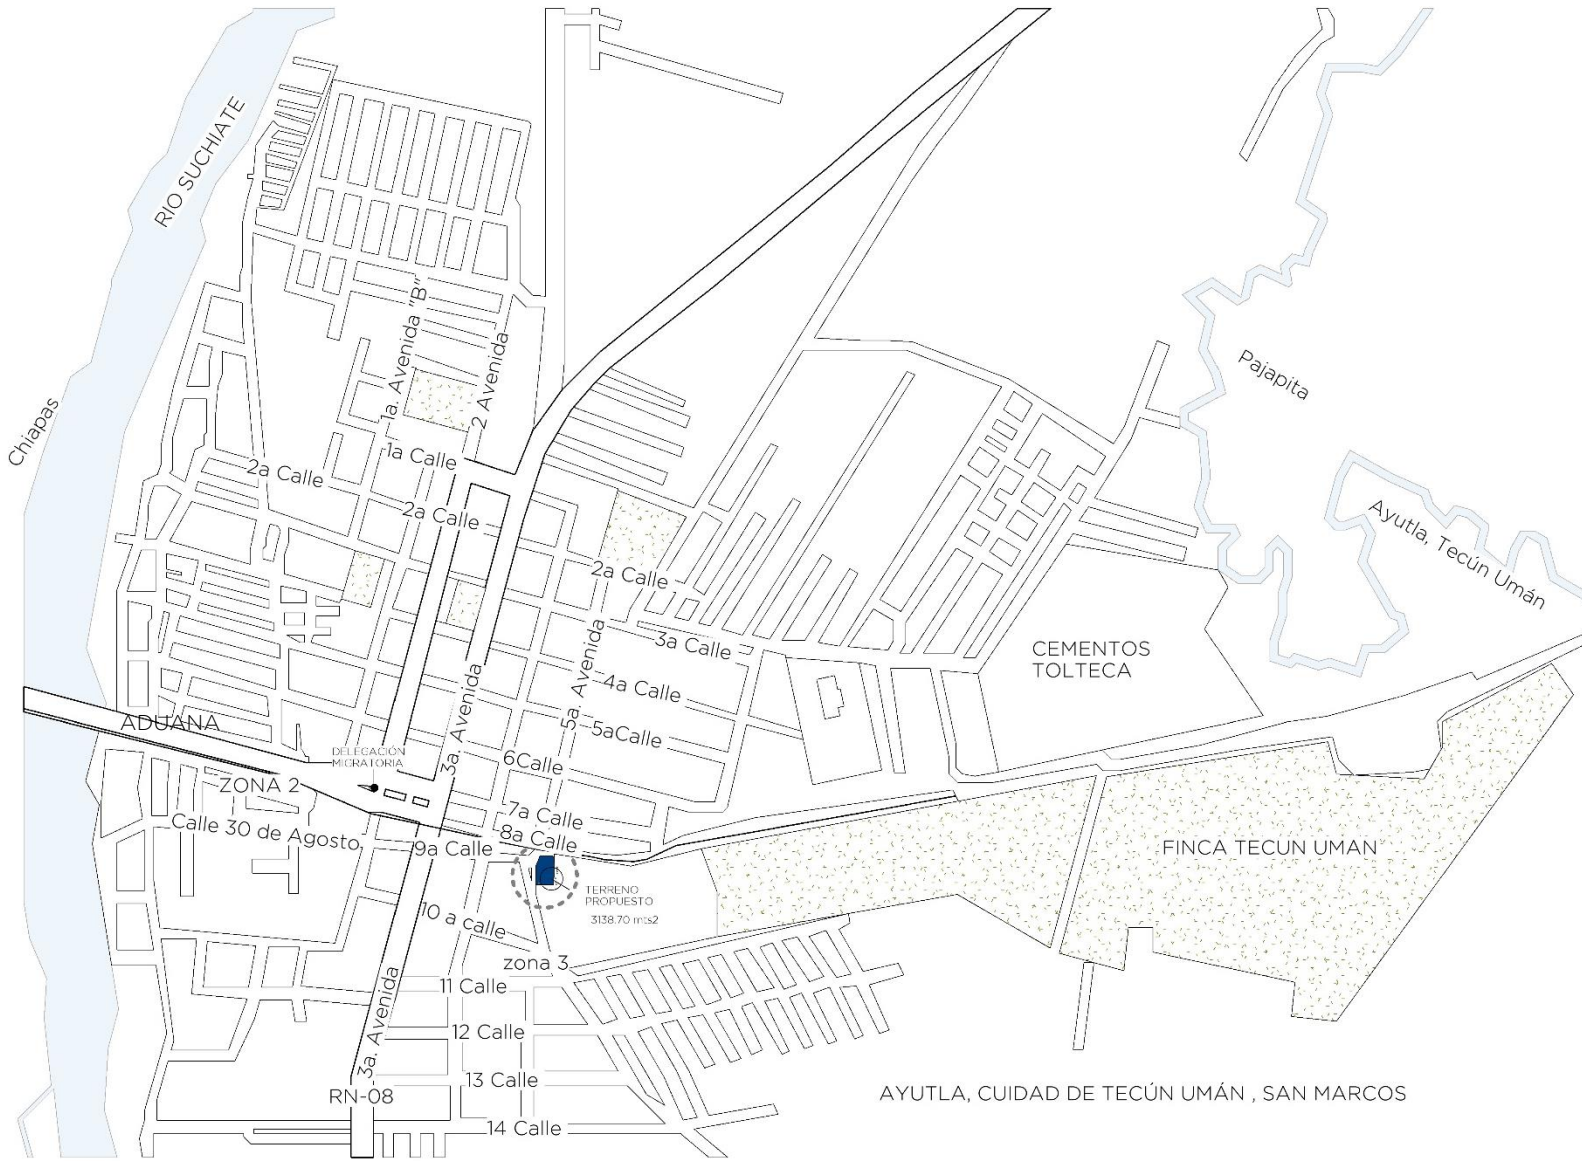 RIO SUCHIATE
Chiapas
1a. Avenida "B"
2 Avenida
Pajapita
1a Calle
2a Calle
2a Calle
Ayutla, Tecún Umán
2a Calle
5a. Avenida
3a Calle
CEMENTOS
TOLTECA
3a. Avenida
4a Calle
ADUANA
5aCalle
DELEGACIÓN
MIGRATORIA
6Calle
ZONA 2
7a Calle
Calle 30 de Agosto
8a Calle
9a Calle
FINCA TECUN UMAN
TERRENO
PROPUESTO
3138.70 mts2
10 a calle
zona 3
11 Calle
3a. Avenida
12 Calle
13 Calle
RN-08
AYUTLA, CUIDAD DE TECÚN UMÁN , SAN MARCOS
14 Calle